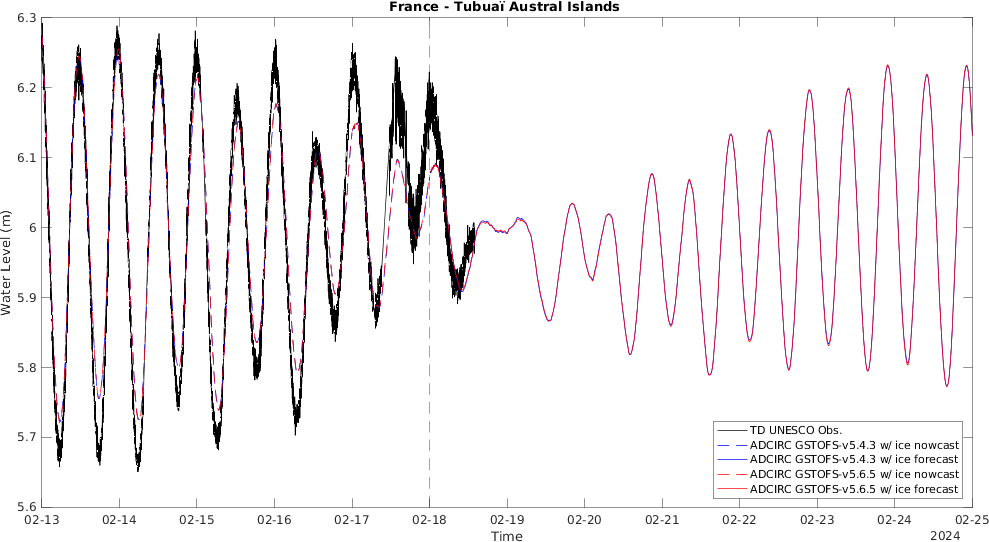 France - Tubuaï Austral Islands
Water Level (m)
6.3
6.2
6.1
6
5.9
5.8
5.7
5.6
02-13 02-14 02-15 02-16 02-17 02-18 02-19 02-20 02-21 02-22 02-23 02-24 02-25
Time
2024
TD UNESCO Obs.
ADCIRC GSTOFS-v5.4.3 w/ ice nowcast
ADCIRC GSTOFS-v5.4.3 w/ ice forecast
ADCIRC GSTOFS-v5.6.5 w/ ice nowcast
ADCIRC GSTOFS-v5.6.5 w/ ice forecast